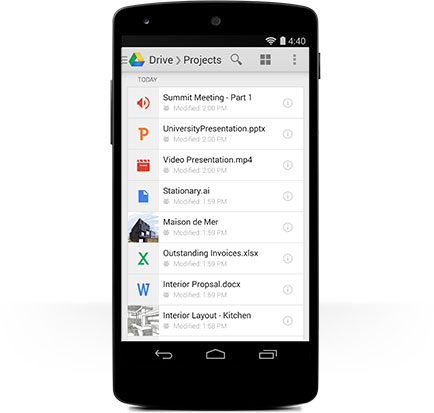 4:40
Drive > Projects
TODAY
Summit Meeting - Part 1
Modified: 2:00 PM
UniversityPresentation.pptx
Modified: 2:00 PM
Video Presentation.mp4
Modified: 2:00 PM
Stationary.ai
Modified: 1:59 PM
Maison de Mer
Modified: 1:59 PM
Outstanding Invoices.xlsx
Modified: 1:59 PM
Interior Propsal.docx
Modified: 1:59 PM
Interior Layout - Kitchen
Modified: 1:58 PM